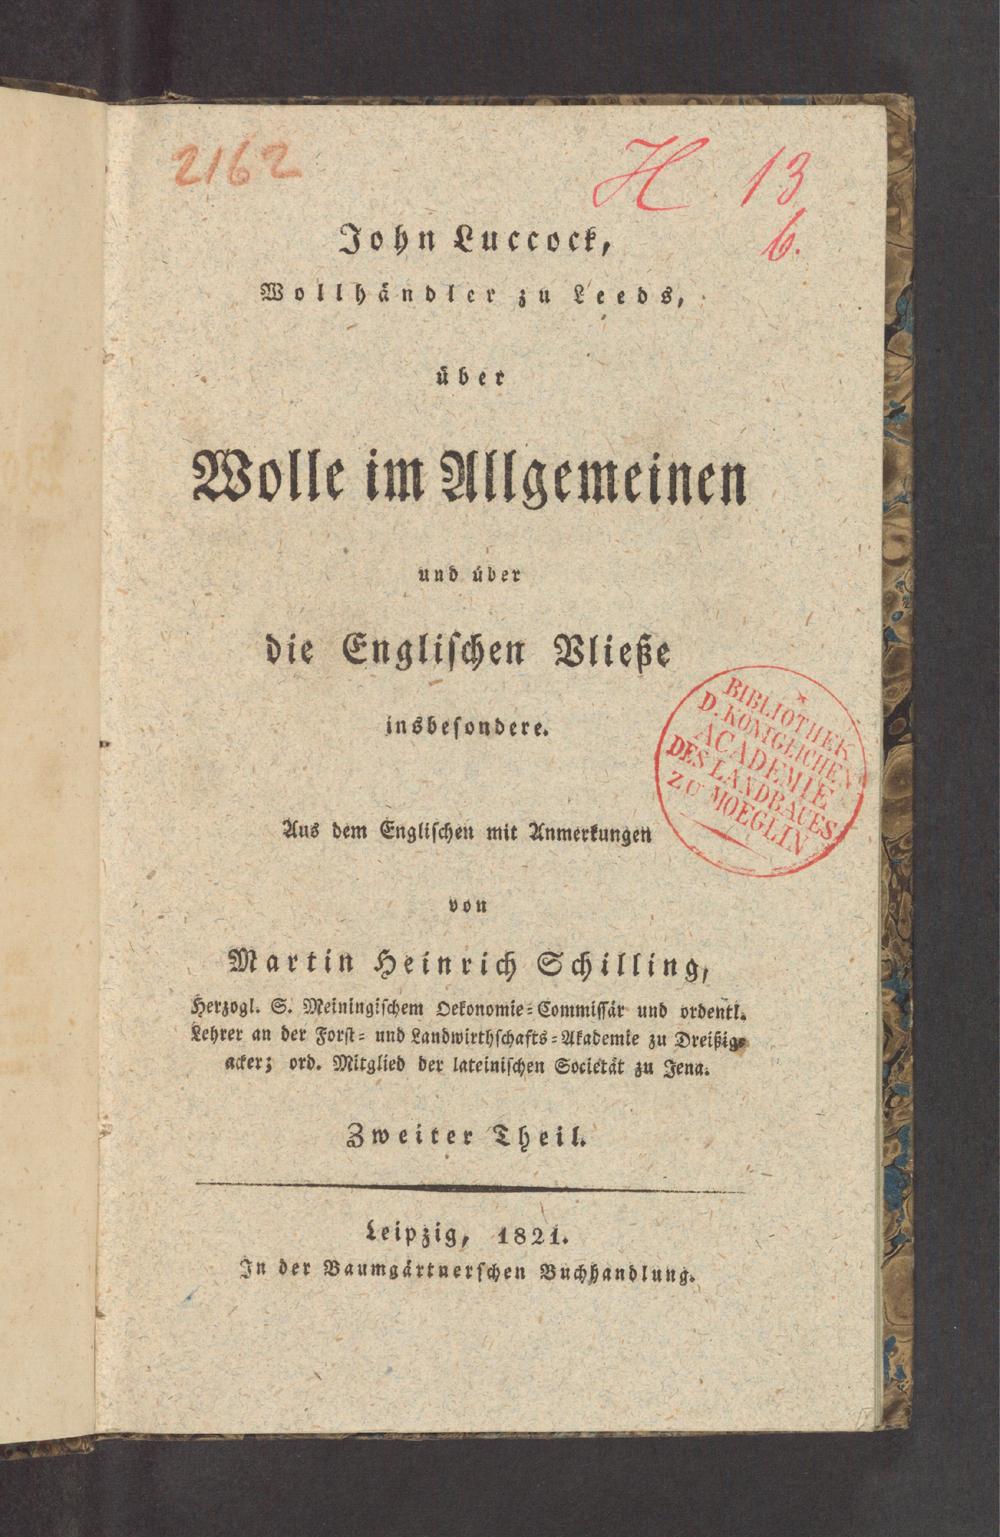 2162
H 13
6.
John Luccock,
Wollhändler zu Leeds,
über
Wolle im Allgemeinen
und über
die Engliſchen Vließe
insbeſondere.
BIBLIOTHEK
D. KÖNIGLICHEN
ACADEMIE
DES LANDBAUES
ZU MOEGLIN
Aus dem Engliſchen mit Anmerkungen
von
Martin Heinrich Schilling,
Herzogl. S. Meiningiſchem Oekonomie-Commiſſär und ordentl.
Lehrer an der Forſt- und Landwirthſchafts-Akademie zu Dreißig-
acker; ord. Mitglied der lateiniſchen Societät zu Jena.
Zweiter Theil.
Leipzig, 1821.
In der Baumgärtnerſchen Buchhandlung.